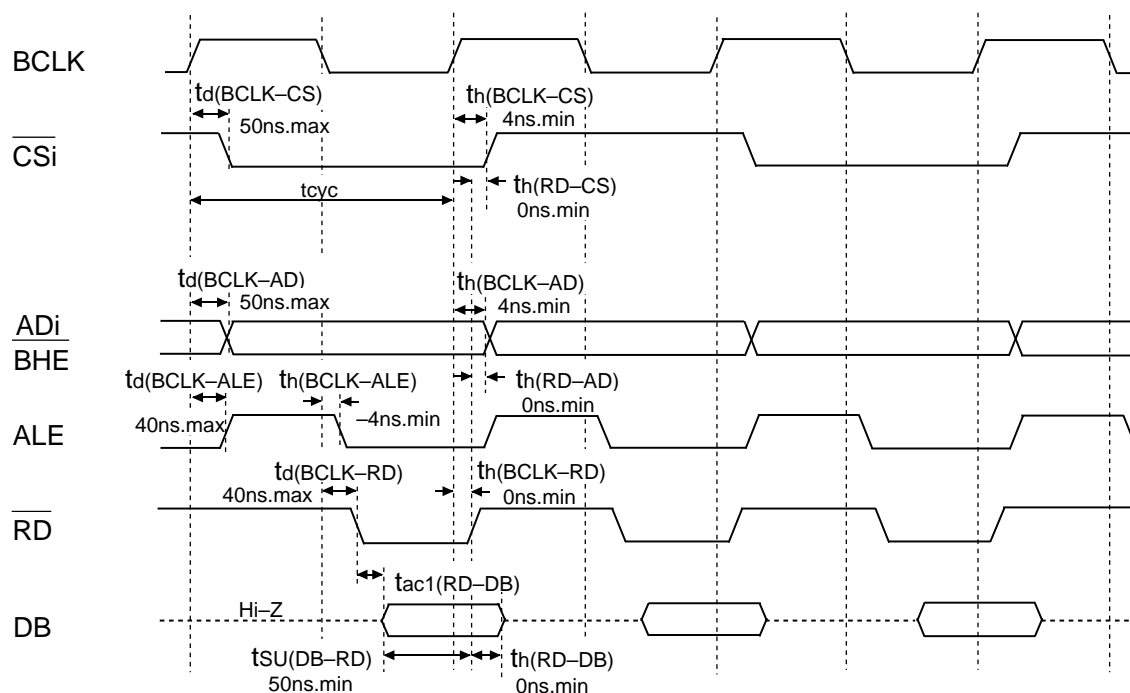 BCLK
td(BCLK–CS)
50ns.max
th(BCLK–CS)
4ns.min
CSi
tcyc
th(RD–CS)
0ns.min
td(BCLK–AD)
50ns.max
th(BCLK–AD)
4ns.min
ADi
BHE
td(BCLK–ALE)
40ns.max
th(BCLK–ALE)
–4ns.min
th(RD–AD)
0ns.min
ALE
td(BCLK–RD)
40ns.max
th(BCLK–RD)
0ns.min
RD
tac1(RD–DB)
Hi–Z
DB
tSU(DB–RD)
50ns.min
th(RD–DB)
0ns.min